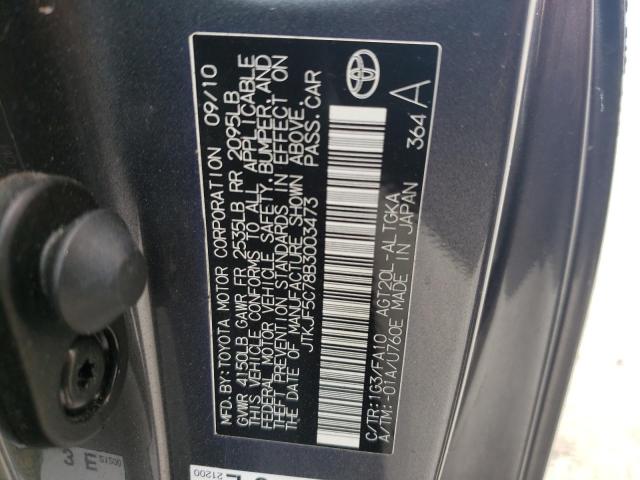 MFD.BY:TOYOTA MOTOR CORPORATION 09/10
GVWR 4150LB GAWR FR 2535LB RR 2095LB
THIS VEHICLE CONFORMS TO ALL APPLICABLE
FEDERAL MOTOR VEHICLE SAFETY,BUMPER,AND
THEFT PREVENTION STANDARDS IN EFFECT ON
THE DATE OF MANUFACTURE SHOWN ABOVE.
JTKJF5C78B3003473 PASS.CAR
C/TR:1G3/FA10 AGT20L-ALTGKA 364 A
A/TM:-01A/U760E MADE IN JAPAN
21200